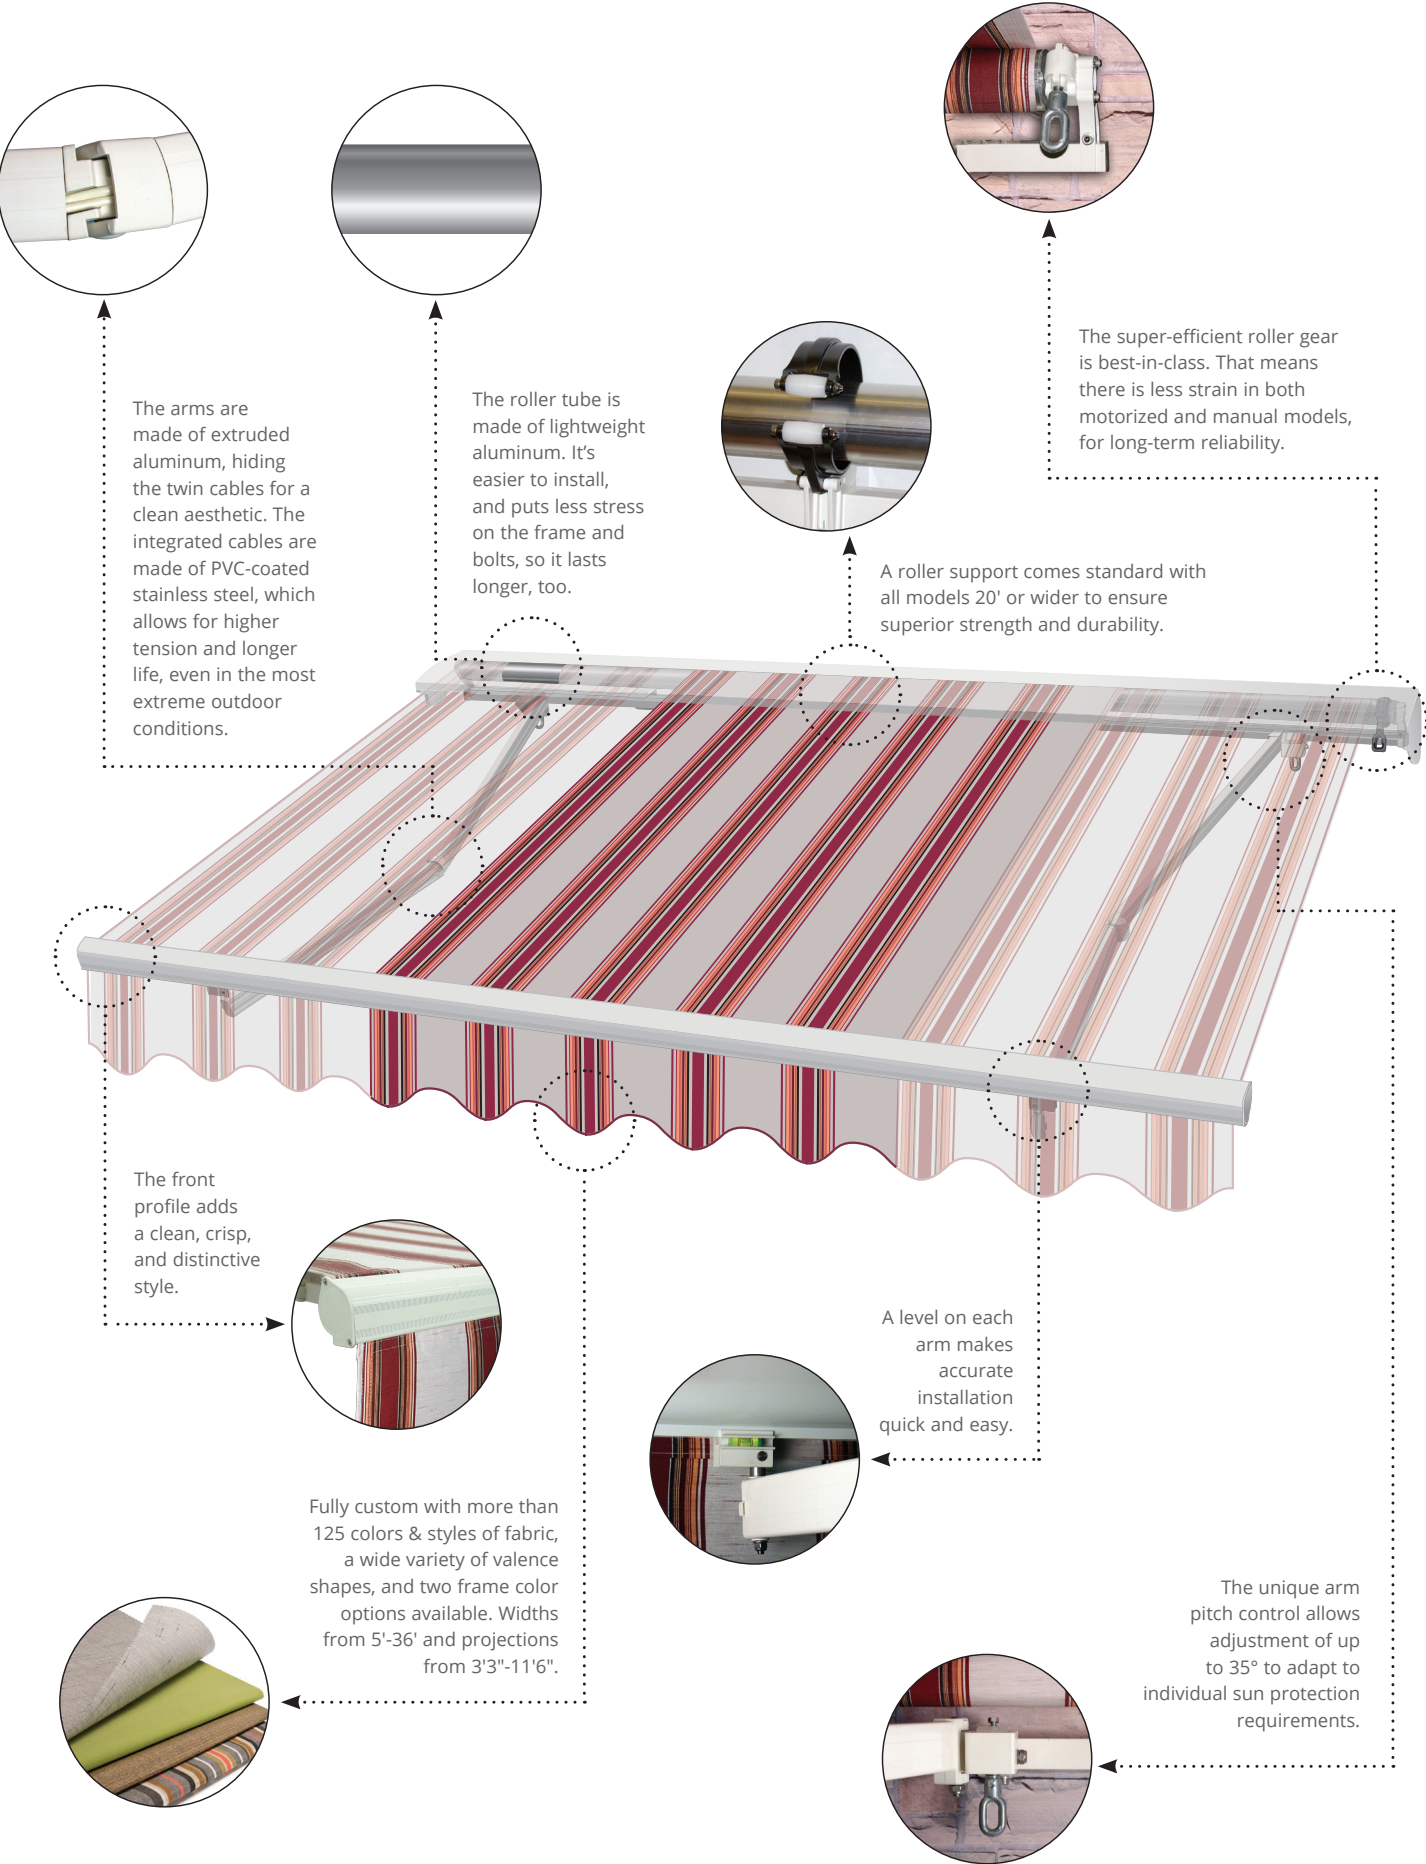 The super-efficient roller gear
is best-in-class. That means
there is less strain in both
motorized and manual models,
for long-term reliability.
The arms are
made of extruded
aluminum, hiding
the twin cables for a
clean aesthetic. The
integrated cables are
made of PVC-coated
stainless steel, which
allows for higher
tension and longer
life, even in the most
extreme outdoor
conditions.
The roller tube is
made of lightweight
aluminum. It’s
easier to install,
and puts less stress
on the frame and
bolts, so it lasts
longer, too.
A roller support comes standard with
all models 20' or wider to ensure
superior strength and durability.
The front
profile adds
a clean, crisp,
and distinctive
style.
A level on each
arm makes
accurate
installation
quick and easy.
Fully custom with more than
125 colors & styles of fabric,
a wide variety of valence
shapes, and two frame color
options available. Widths
from 5'-36' and projections
from 3'3"-11'6".
The unique arm
pitch control allows
adjustment of up
to 35° to adapt to
individual sun protection
requirements.